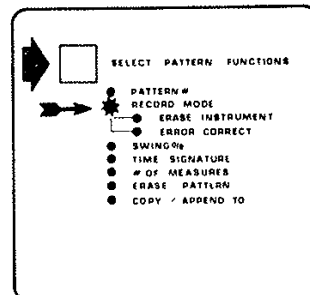 SELECT PATTERN FUNCTIONS
PATTERN #
RECORD MODE
ERASE INSTRUMENT
ERROR CORRECT
SWING %
TIME SIGNATURE
# OF MEASURES
ERASE PATTERN
COPY / APPEND TO